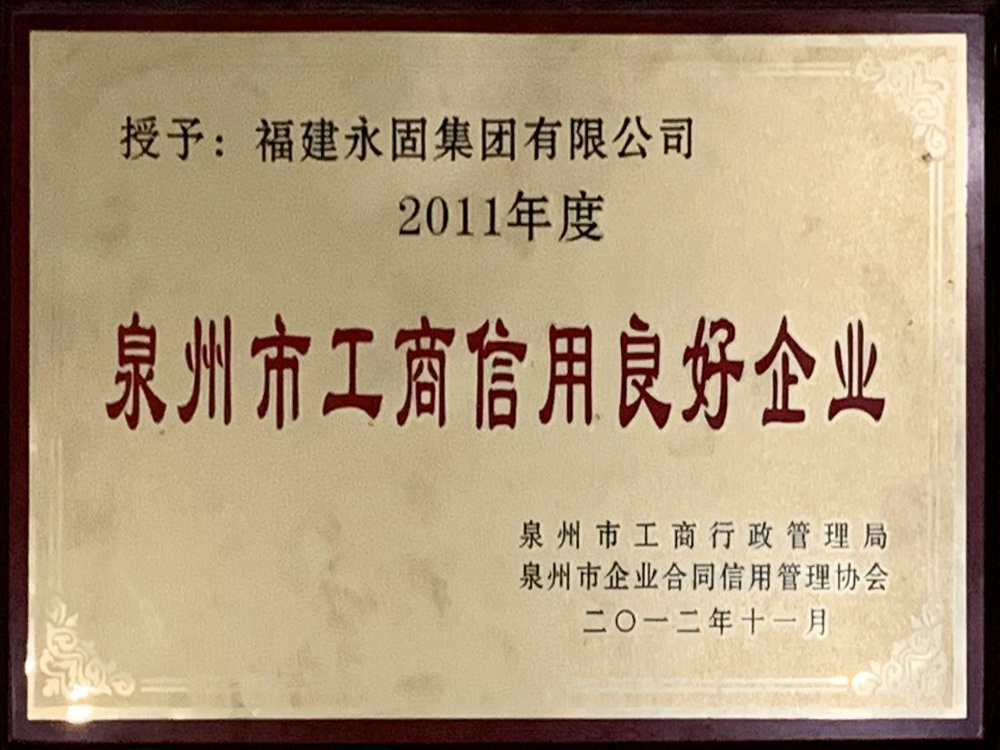 授予：福建永固集团有限公司
2011年度
泉州市工商信用良好企业
泉州市工商行政管理局
泉州市企业合同信用管理协会
二〇一二年十一月